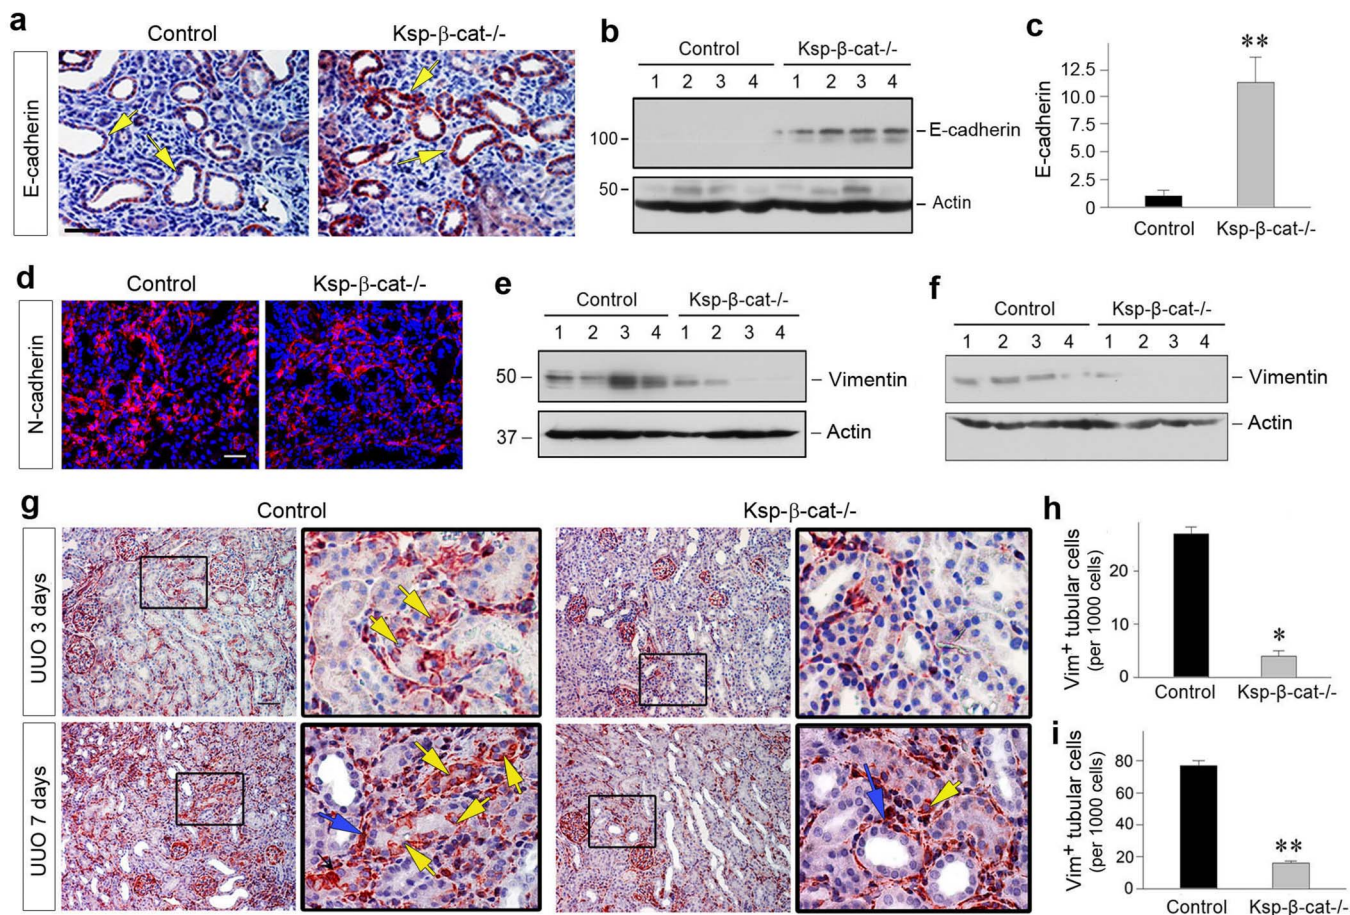 a
Control
Ksp-β-cat-/-
E-cadherin
b
Control
Ksp-β-cat-/-
1 2 3 4 1 2 3 4
100
E-cadherin
50
Actin
c
**
E-cadherin
12.5
10.0
7.5
5.0
2.5
0
Control
Ksp-β-cat-/-
d
Control
Ksp-β-cat-/-
N-cadherin
e
Control
Ksp-β-cat-/-
1 2 3 4 1 2 3 4
50
Vimentin
37
Actin
f
Control
Ksp-β-cat-/-
1 2 3 4 1 2 3 4
Vimentin
Actin
g
Control
Ksp-β-cat-/-
UUO 3 days
UUO 7 days
h
Vim+ tubular cells
(per 1000 cells)
20
10
0
*
Control
Ksp-β-cat-/-
i
Vim+ tubular cells
(per 1000 cells)
80
60
40
20
0
**
Control
Ksp-β-cat-/-